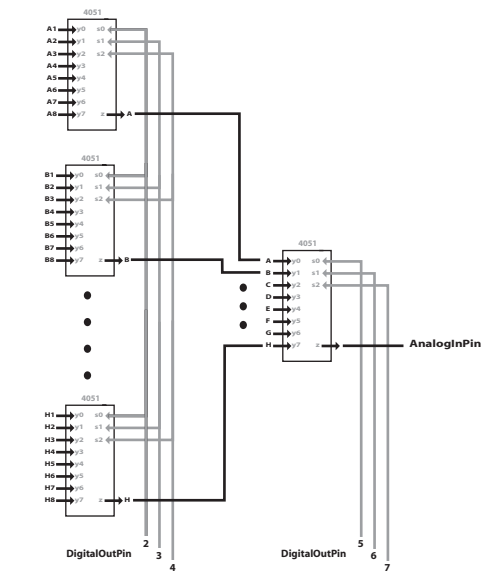 4051
A1 y0 s0
A2 y1 s1
A3 y2 s2
A4 y3
A5 y4
A6 y5
A7 y6
A8 y7 z A
4051
B1 y0 s0
B2 y1 s1
B3 y2 s2
B4 y3
B5 y4
B6 y5
B7 y6
B8 y7 z B
4051
A y0 s0
B y1 s1
C y2 s2
D y3
E y4
F y5
G y6
H y7 z AnalogInPin
4051
H1 y0 s0
H2 y1 s1
H3 y2 s2
H4 y3
H5 y4
H6 y5
H7 y6
H8 y7 z H
DigitalOutPin 2 3 4
DigitalOutPin 5 6 7